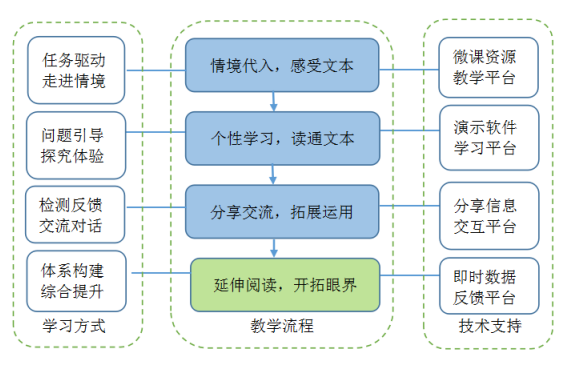 任务驱动
走进情境
问题引导
探究体验
检测反馈
交流对话
体系构建
综合提升
学习方式
情境代入，感受文本
个性学习，读通文本
分享交流，拓展运用
延伸阅读，开拓眼界
教学流程
微课资源
教学平台
演示软件
学习平台
分享信息
交互平台
即时数据
反馈平台
技术支持